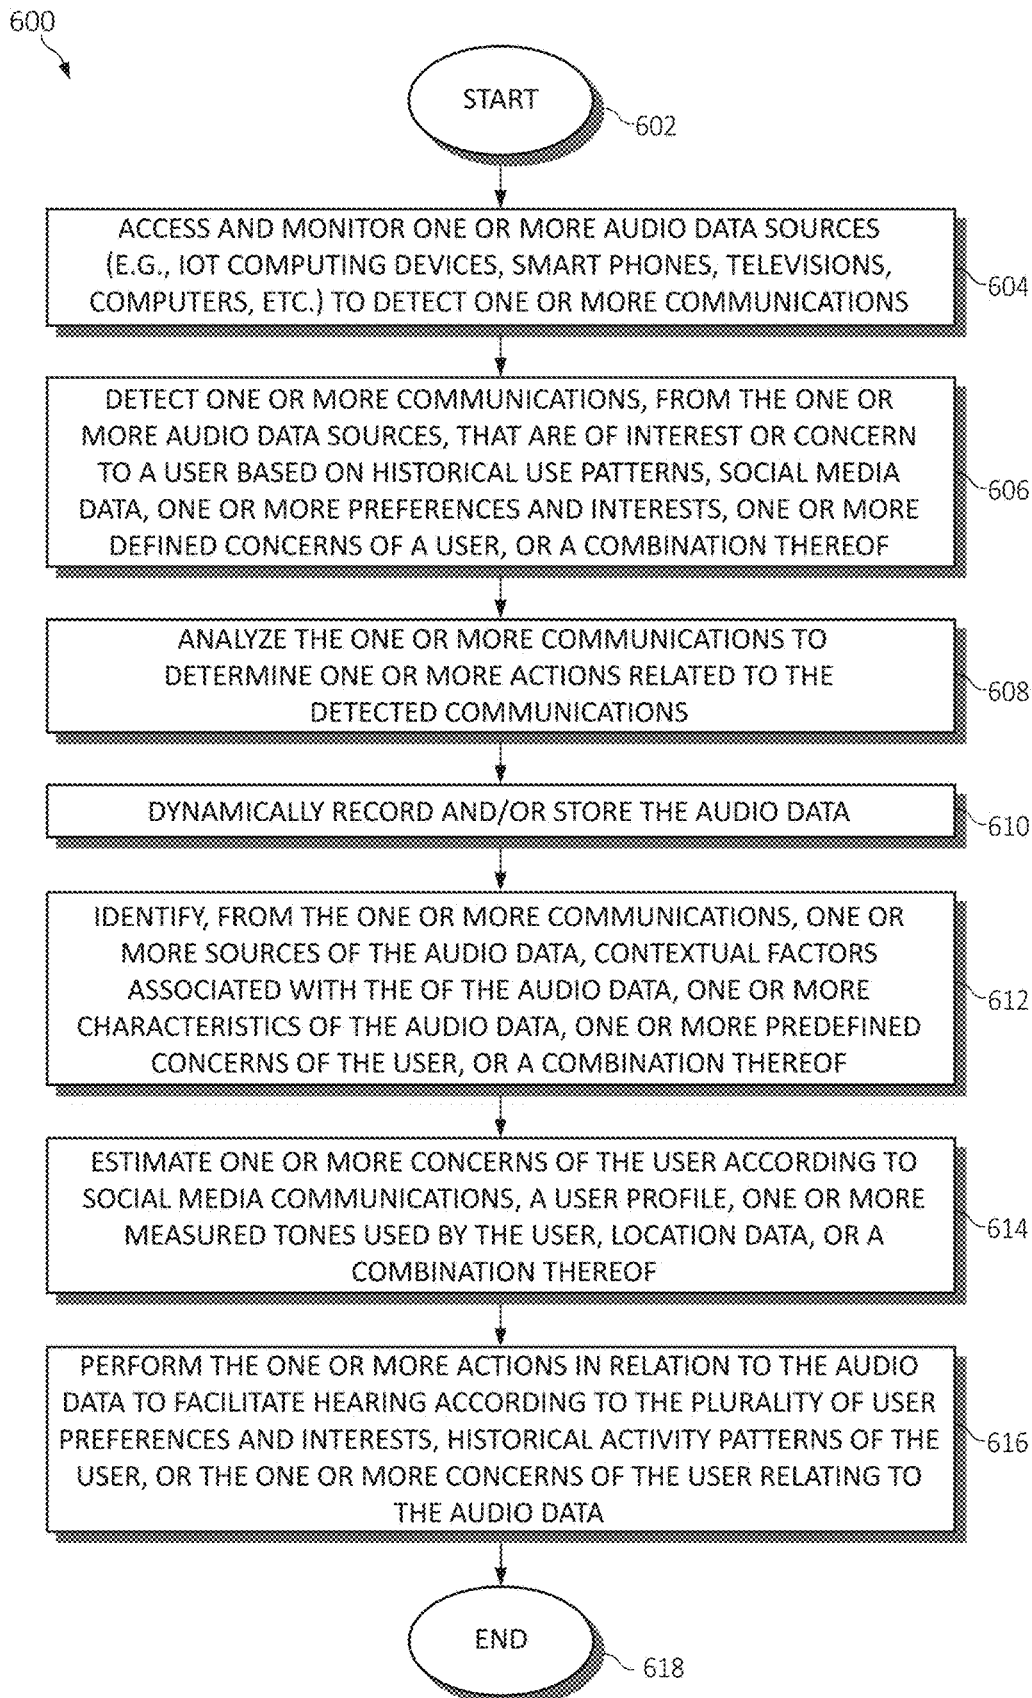 600
START
602
ACCESS AND MONITOR ONE OR MORE AUDIO DATA SOURCES
(E.G., IOT COMPUTING DEVICES, SMART PHONES, TELEVISIONS,
COMPUTERS, ETC.) TO DETECT ONE OR MORE COMMUNICATIONS
604
DETECT ONE OR MORE COMMUNICATIONS, FROM THE ONE OR
MORE AUDIO DATA SOURCES, THAT ARE OF INTEREST OR CONCERN
TO A USER BASED ON HISTORICAL USE PATTERNS, SOCIAL MEDIA
DATA, ONE OR MORE PREFERENCES AND INTERESTS, ONE OR MORE
DEFINED CONCERNS OF A USER, OR A COMBINATION THEREOF
606
ANALYZE THE ONE OR MORE COMMUNICATIONS TO
DETERMINE ONE OR MORE ACTIONS RELATED TO THE
DETECTED COMMUNICATIONS
608
DYNAMICALLY RECORD AND/OR STORE THE AUDIO DATA
610
IDENTIFY, FROM THE ONE OR MORE COMMUNICATIONS, ONE OR
MORE SOURCES OF THE AUDIO DATA, CONTEXTUAL FACTORS
ASSOCIATED WITH THE OF THE AUDIO DATA, ONE OR MORE
CHARACTERISTICS OF THE AUDIO DATA, ONE OR MORE PREDEFINED
CONCERNS OF THE USER, OR A COMBINATION THEREOF
612
ESTIMATE ONE OR MORE CONCERNS OF THE USER ACCORDING TO
SOCIAL MEDIA COMMUNICATIONS, A USER PROFILE, ONE OR MORE
MEASURED TONES USED BY THE USER, LOCATION DATA, OR A
COMBINATION THEREOF
614
PERFORM THE ONE OR MORE ACTIONS IN RELATION TO THE AUDIO
DATA TO FACILITATE HEARING ACCORDING TO THE PLURALITY OF USER
PREFERENCES AND INTERESTS, HISTORICAL ACTIVITY PATTERNS OF THE
USER, OR THE ONE OR MORE CONCERNS OF THE USER RELATING TO
THE AUDIO DATA
616
END
618